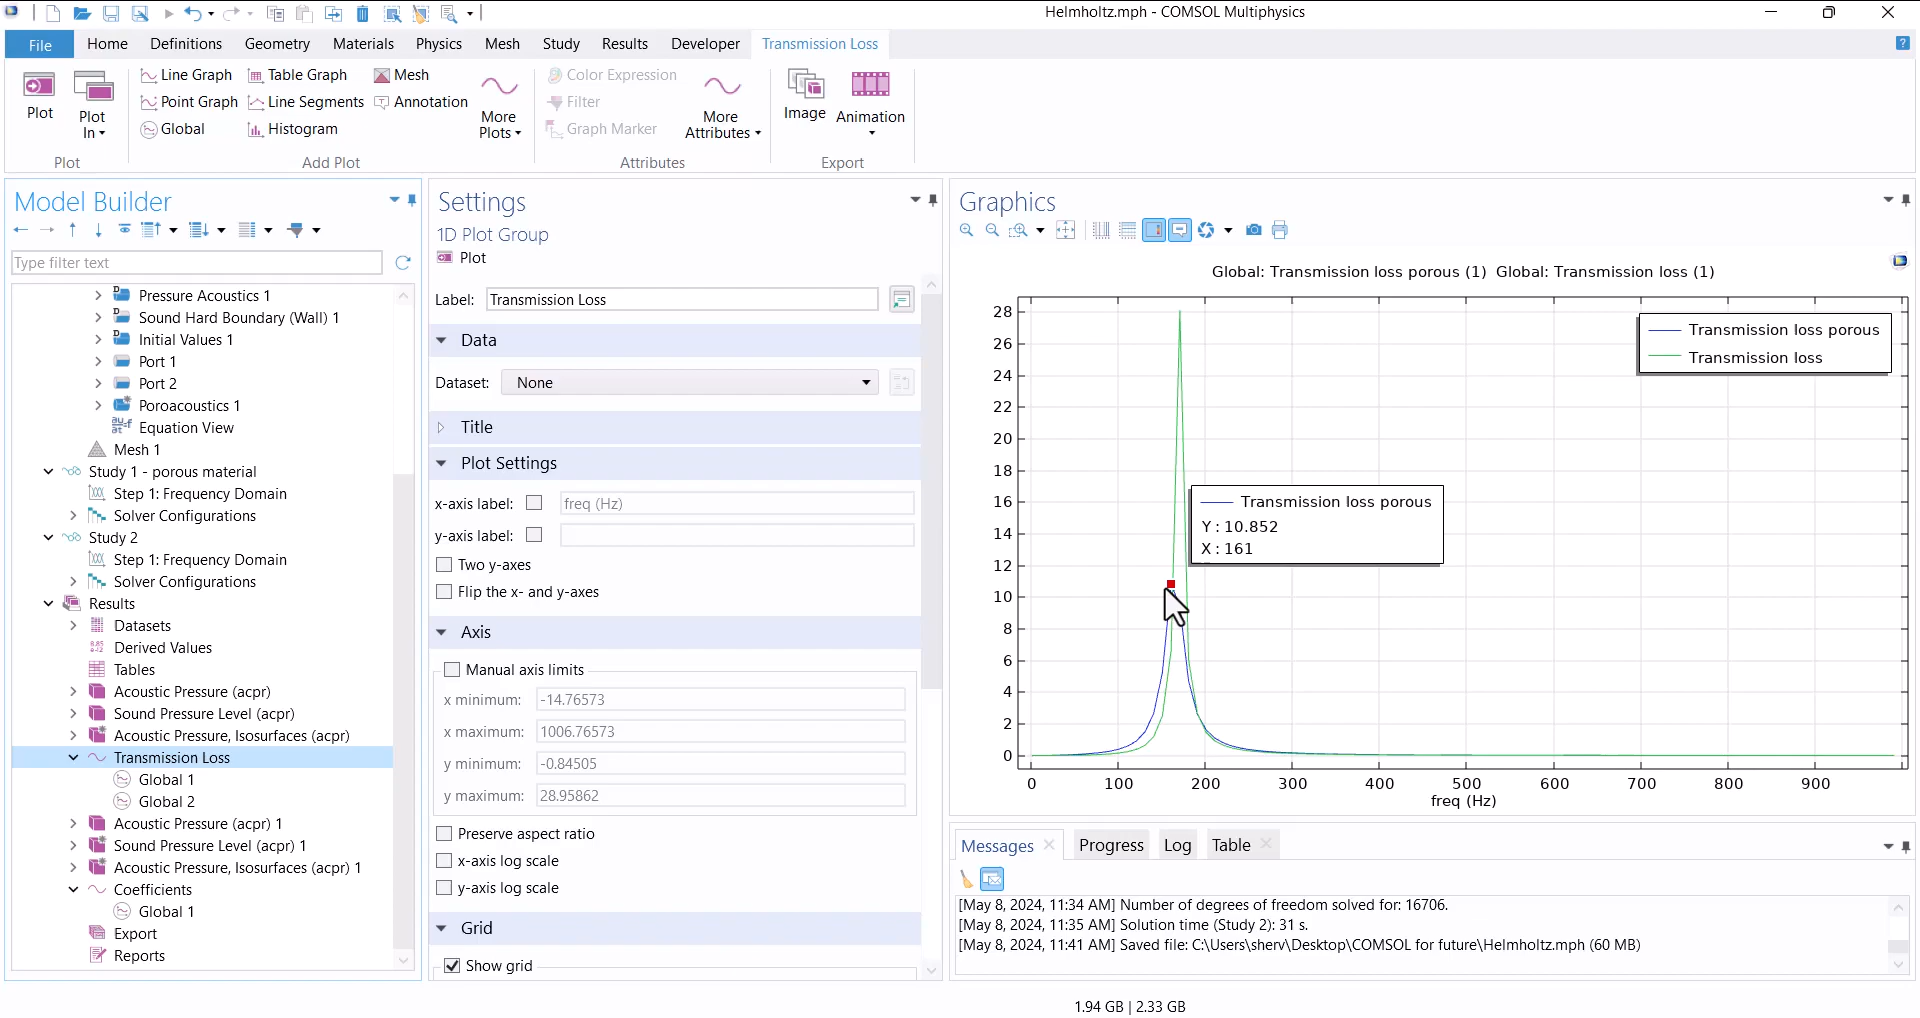 Helmholtz.mph - COMSOL Multiphysics
File Home Definitions Geometry Materials Physics Mesh Study Results Developer Transmission Loss
Plot
Plot In
Line Graph
Point Graph
Global
Table Graph
Line Segments
Histogram
Mesh
Annotation
More Plots
Color Expression
Filter
Graph Marker
More Attributes
Image
Animation
Plot Add Plot Attributes Export
Model Builder
Type filter text
Pressure Acoustics 1
Sound Hard Boundary (Wall) 1
Initial Values 1
Port 1
Port 2
Poroacoustics 1
Equation View
Mesh 1
Study 1 - porous material
Step 1: Frequency Domain
Solver Configurations
Study 2
Step 1: Frequency Domain
Solver Configurations
Results
Datasets
Derived Values
Tables
Acoustic Pressure (acpr)
Sound Pressure Level (acpr)
Acoustic Pressure, Isosurfaces (acpr)
Transmission Loss
Global 1
Global 2
Acoustic Pressure (acpr) 1
Sound Pressure Level (acpr) 1
Acoustic Pressure, Isosurfaces (acpr) 1
Coefficients
Global 1
Export
Reports
Settings
1D Plot Group
Plot
Label: Transmission Loss
Data
Dataset: None
Title
Plot Settings
x-axis label: freq (Hz)
y-axis label:
Two y-axes
Flip the x- and y-axes
Axis
Manual axis limits
x minimum: -14.76573
x maximum: 1006.76573
y minimum: -0.84505
y maximum: 28.95862
Preserve aspect ratio
x-axis log scale
y-axis log scale
Grid
Show grid
Graphics
Global: Transmission loss porous (1) Global: Transmission loss (1)
28
26
24
22
20
18
16
14
12
10
8
6
4
2
0
Transmission loss porous
Transmission loss
Transmission loss porous
Y : 10.852
X : 161
0 100 200 300 400 500 600 700 800 900
freq (Hz)
Messages Progress Log Table
[May 8, 2024, 11:34 AM] Number of degrees of freedom solved for: 16706.
[May 8, 2024, 11:35 AM] Solution time (Study 2): 31 s.
[May 8, 2024, 11:41 AM] Saved file: C:\Users\sherv\Desktop\COMSOL for future\Helmholtz.mph (60 MB)
1.94 GB | 2.33 GB